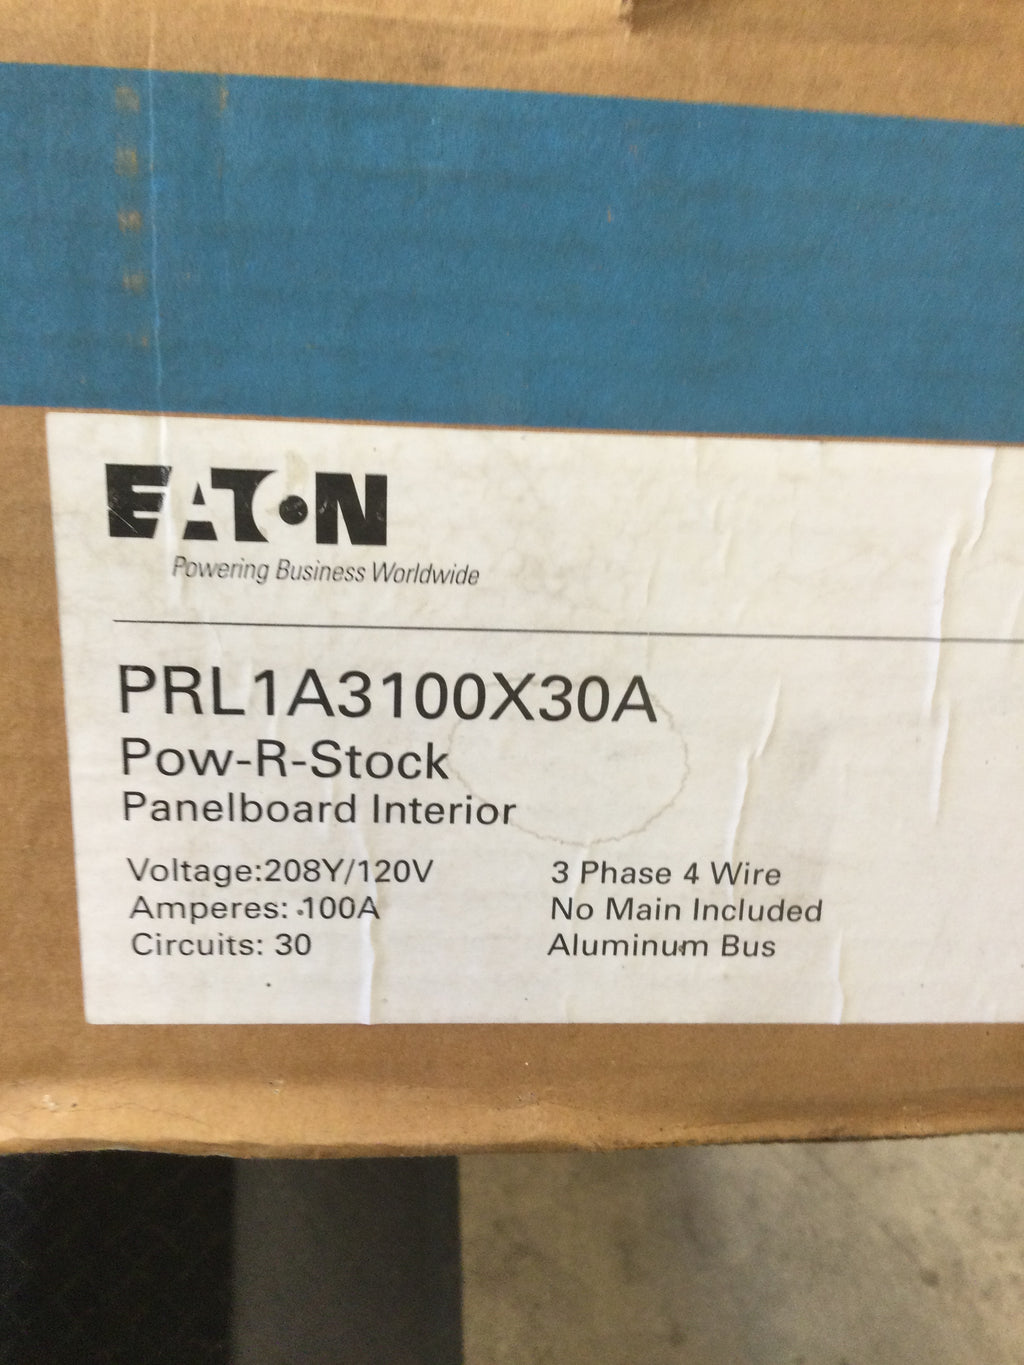 EATON
Powering Business Worldwide
PRL1A3100X30A
Pow-R-Stock
Panelboard Interior
Voltage:208Y/120V
Amperes: 100A
Circuits: 30
3 Phase 4 Wire
No Main Included
Aluminum Bus